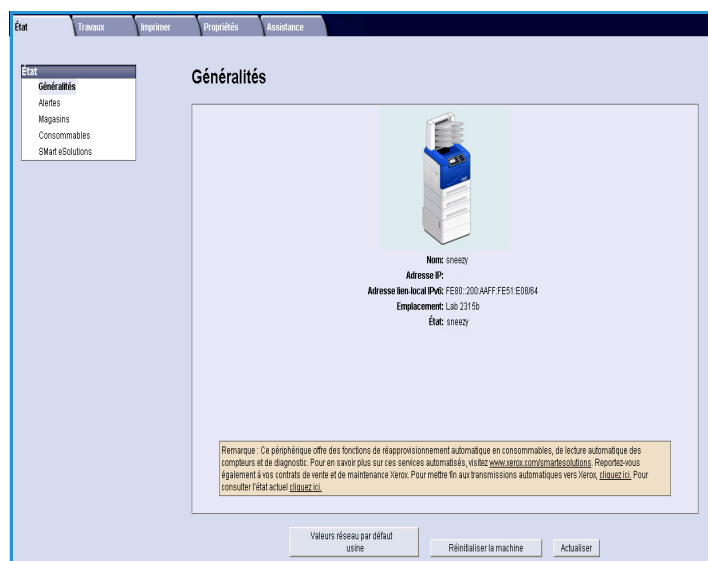 État Travaux Imprimer Propriétés Assistance
État
Généralités
Alertes
Magasins
Consommables
SMart eSolutions
Généralités
Nom: sneezy
Adresse IP:
Adresse lien-local IPv6: FE80::200:AAFF:FE51:E08/64
Emplacement: Lab 2315b
État: sneezy
Remarque : Ce périphérique offre des fonctions de réapprovisionnement automatique en consommables, de lecture automatique des
compteurs et de diagnostic. Pour en savoir plus sur ces services automatisés, visitez www.xerox.com/smartesolutions. Reportez-vous
également à vos contrats de vente et de maintenance Xerox. Pour mettre fin aux transmissions automatiques vers Xerox, cliquez ici. Pour
consulter l'état actuel cliquez ici.
Valeurs réseau par défaut
usine
Réinitialiser la machine
Actualiser